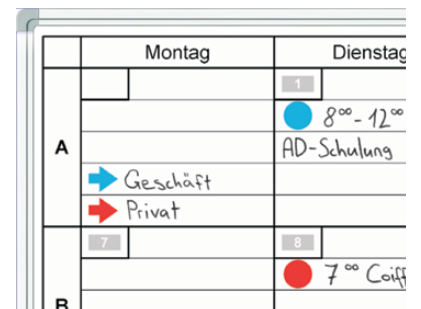 Montag Dienstag
1
8⁰⁰ - 12⁰⁰
A AD-Schulung
Geschäft
Privat
7 8
7⁰⁰ Coiff
B